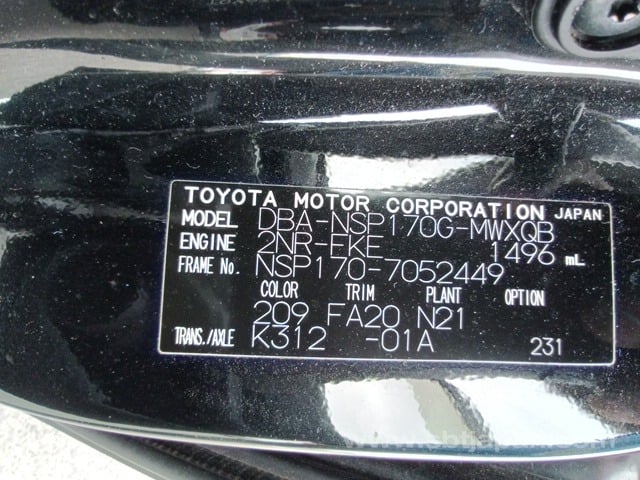 TOYOTA MOTOR CORPORATION JAPAN
MODEL DBA-NSP170G-MWXQB
ENGINE 2NR-FKE 1496 mL
FRAME No. NSP170-7052449
COLOR TRIM PLANT OPTION
209 FA20 N21
TRANS./AXLE K312 -01A 231